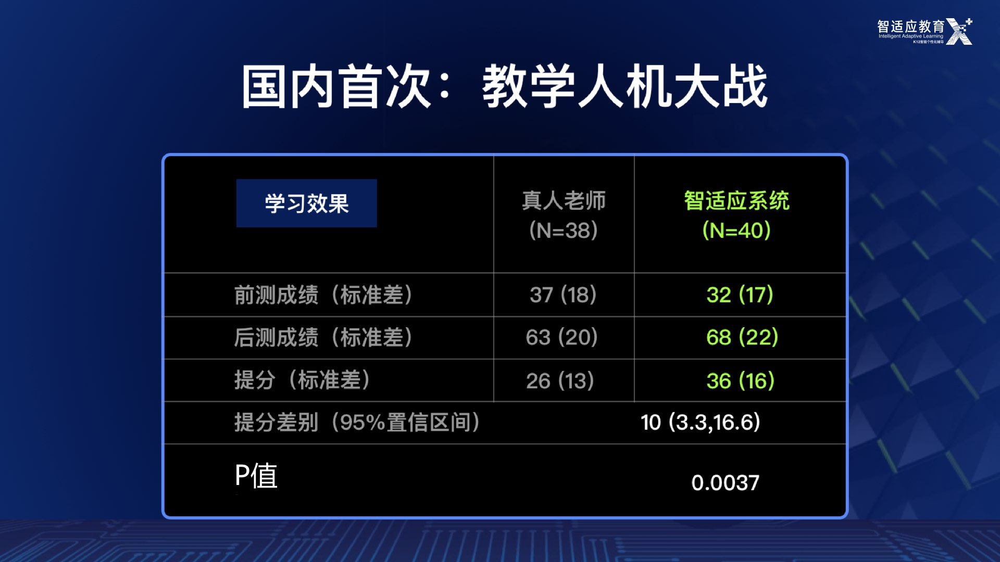 智适应教育
Intelligent Adaptive Learning
K12智能个性化辅导
国内首次：教学人机大战
学习效果
真人老师
(N=38)
智适应系统
(N=40)
前测成绩（标准差） 37 (18) 32 (17)
后测成绩（标准差） 63 (20) 68 (22)
提分（标准差） 26 (13) 36 (16)
提分差别（95%置信区间） 10 (3.3,16.6)
P值 0.0037